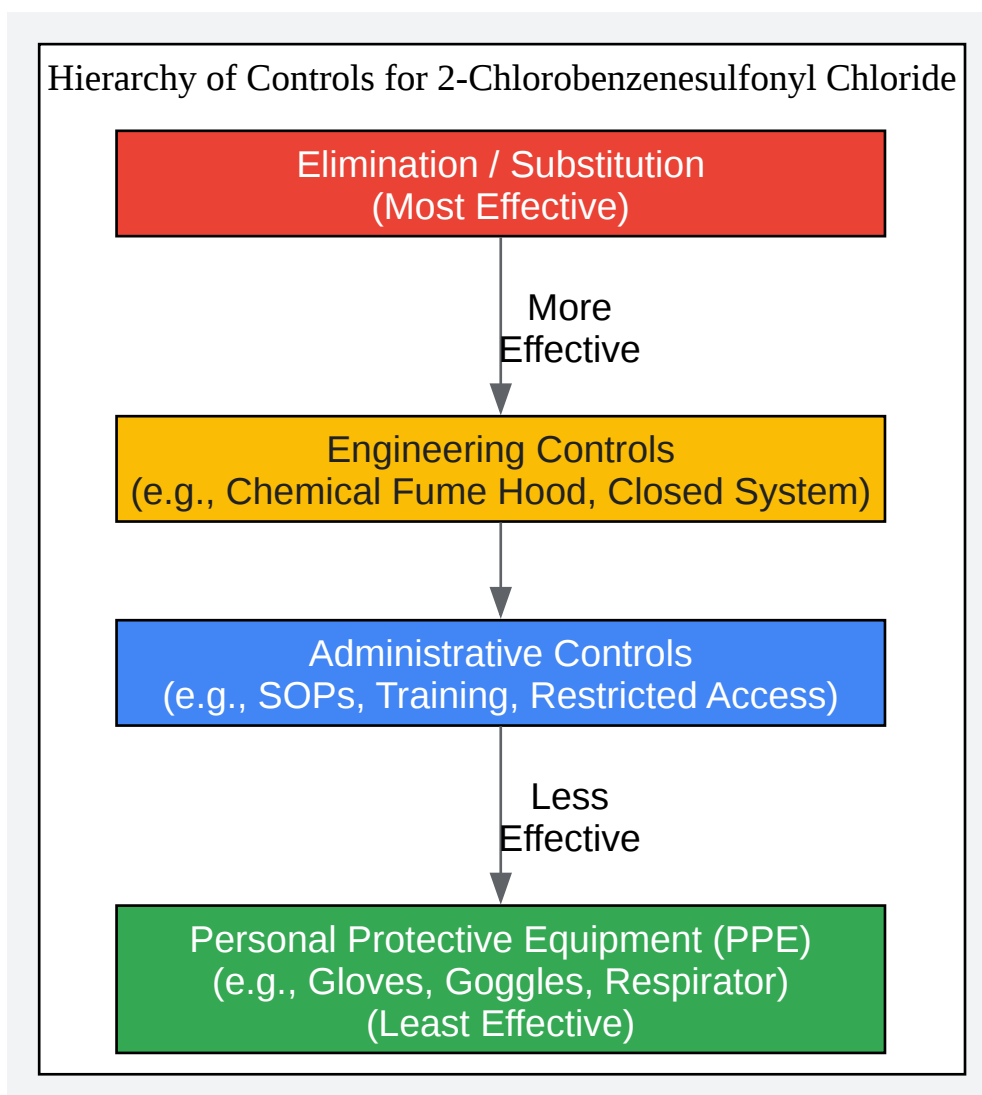 Hierarchy of Controls for 2-Chlorobenzenesulfonyl Chloride
Elimination / Substitution
(Most Effective)
More
Effective
Engineering Controls
(e.g., Chemical Fume Hood, Closed System)
Administrative Controls
(e.g., SOPs, Training, Restricted Access)
Less
Effective
Personal Protective Equipment (PPE)
(e.g., Gloves, Goggles, Respirator)
(Least Effective)